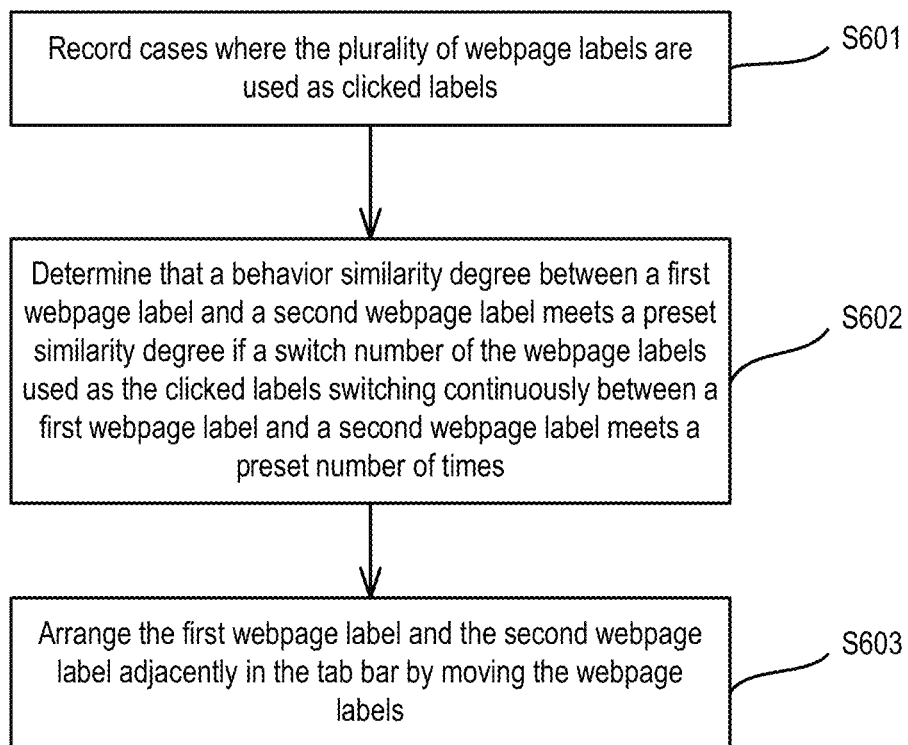 Record cases where the plurality of webpage labels are
used as clicked labels
S601
Determine that a behavior similarity degree between a first
webpage label and a second webpage label meets a preset
similarity degree if a switch number of the webpage labels
used as the clicked labels switching continuously between a
first webpage label and a second webpage label meets a
preset number of times
S602
Arrange the first webpage label and the second webpage
label adjacently in the tab bar by moving the webpage
labels
S603